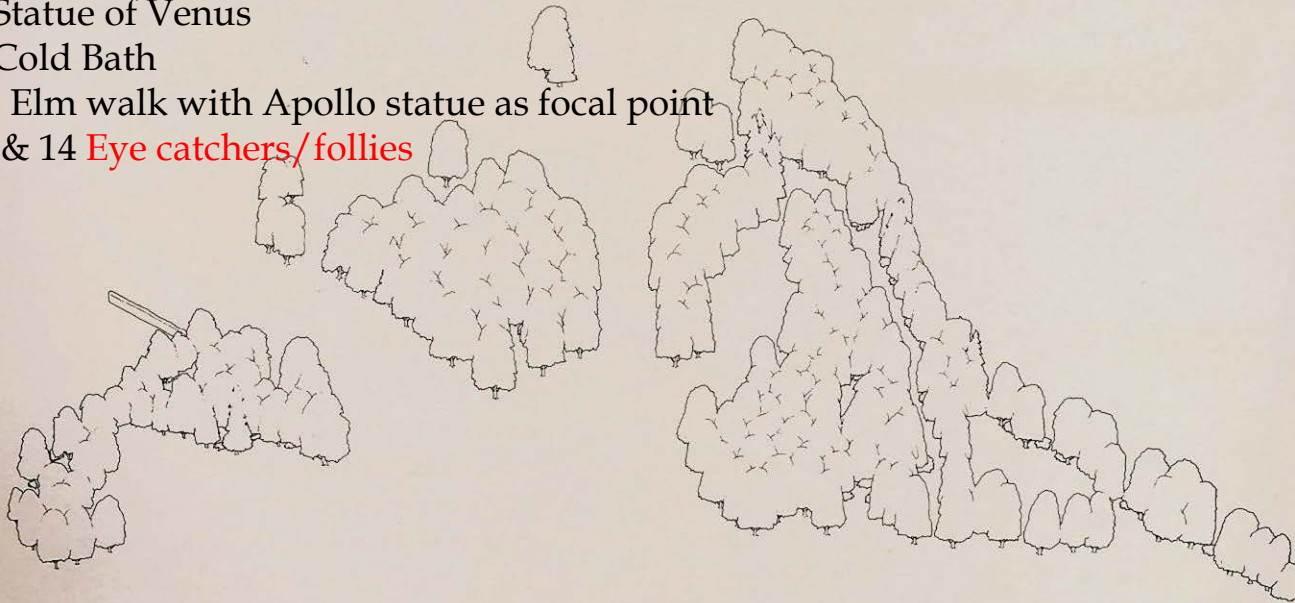 Statue of Venus
Cold Bath
Elm walk with Apollo statue as focal point
& 14 Eye catchers/follies